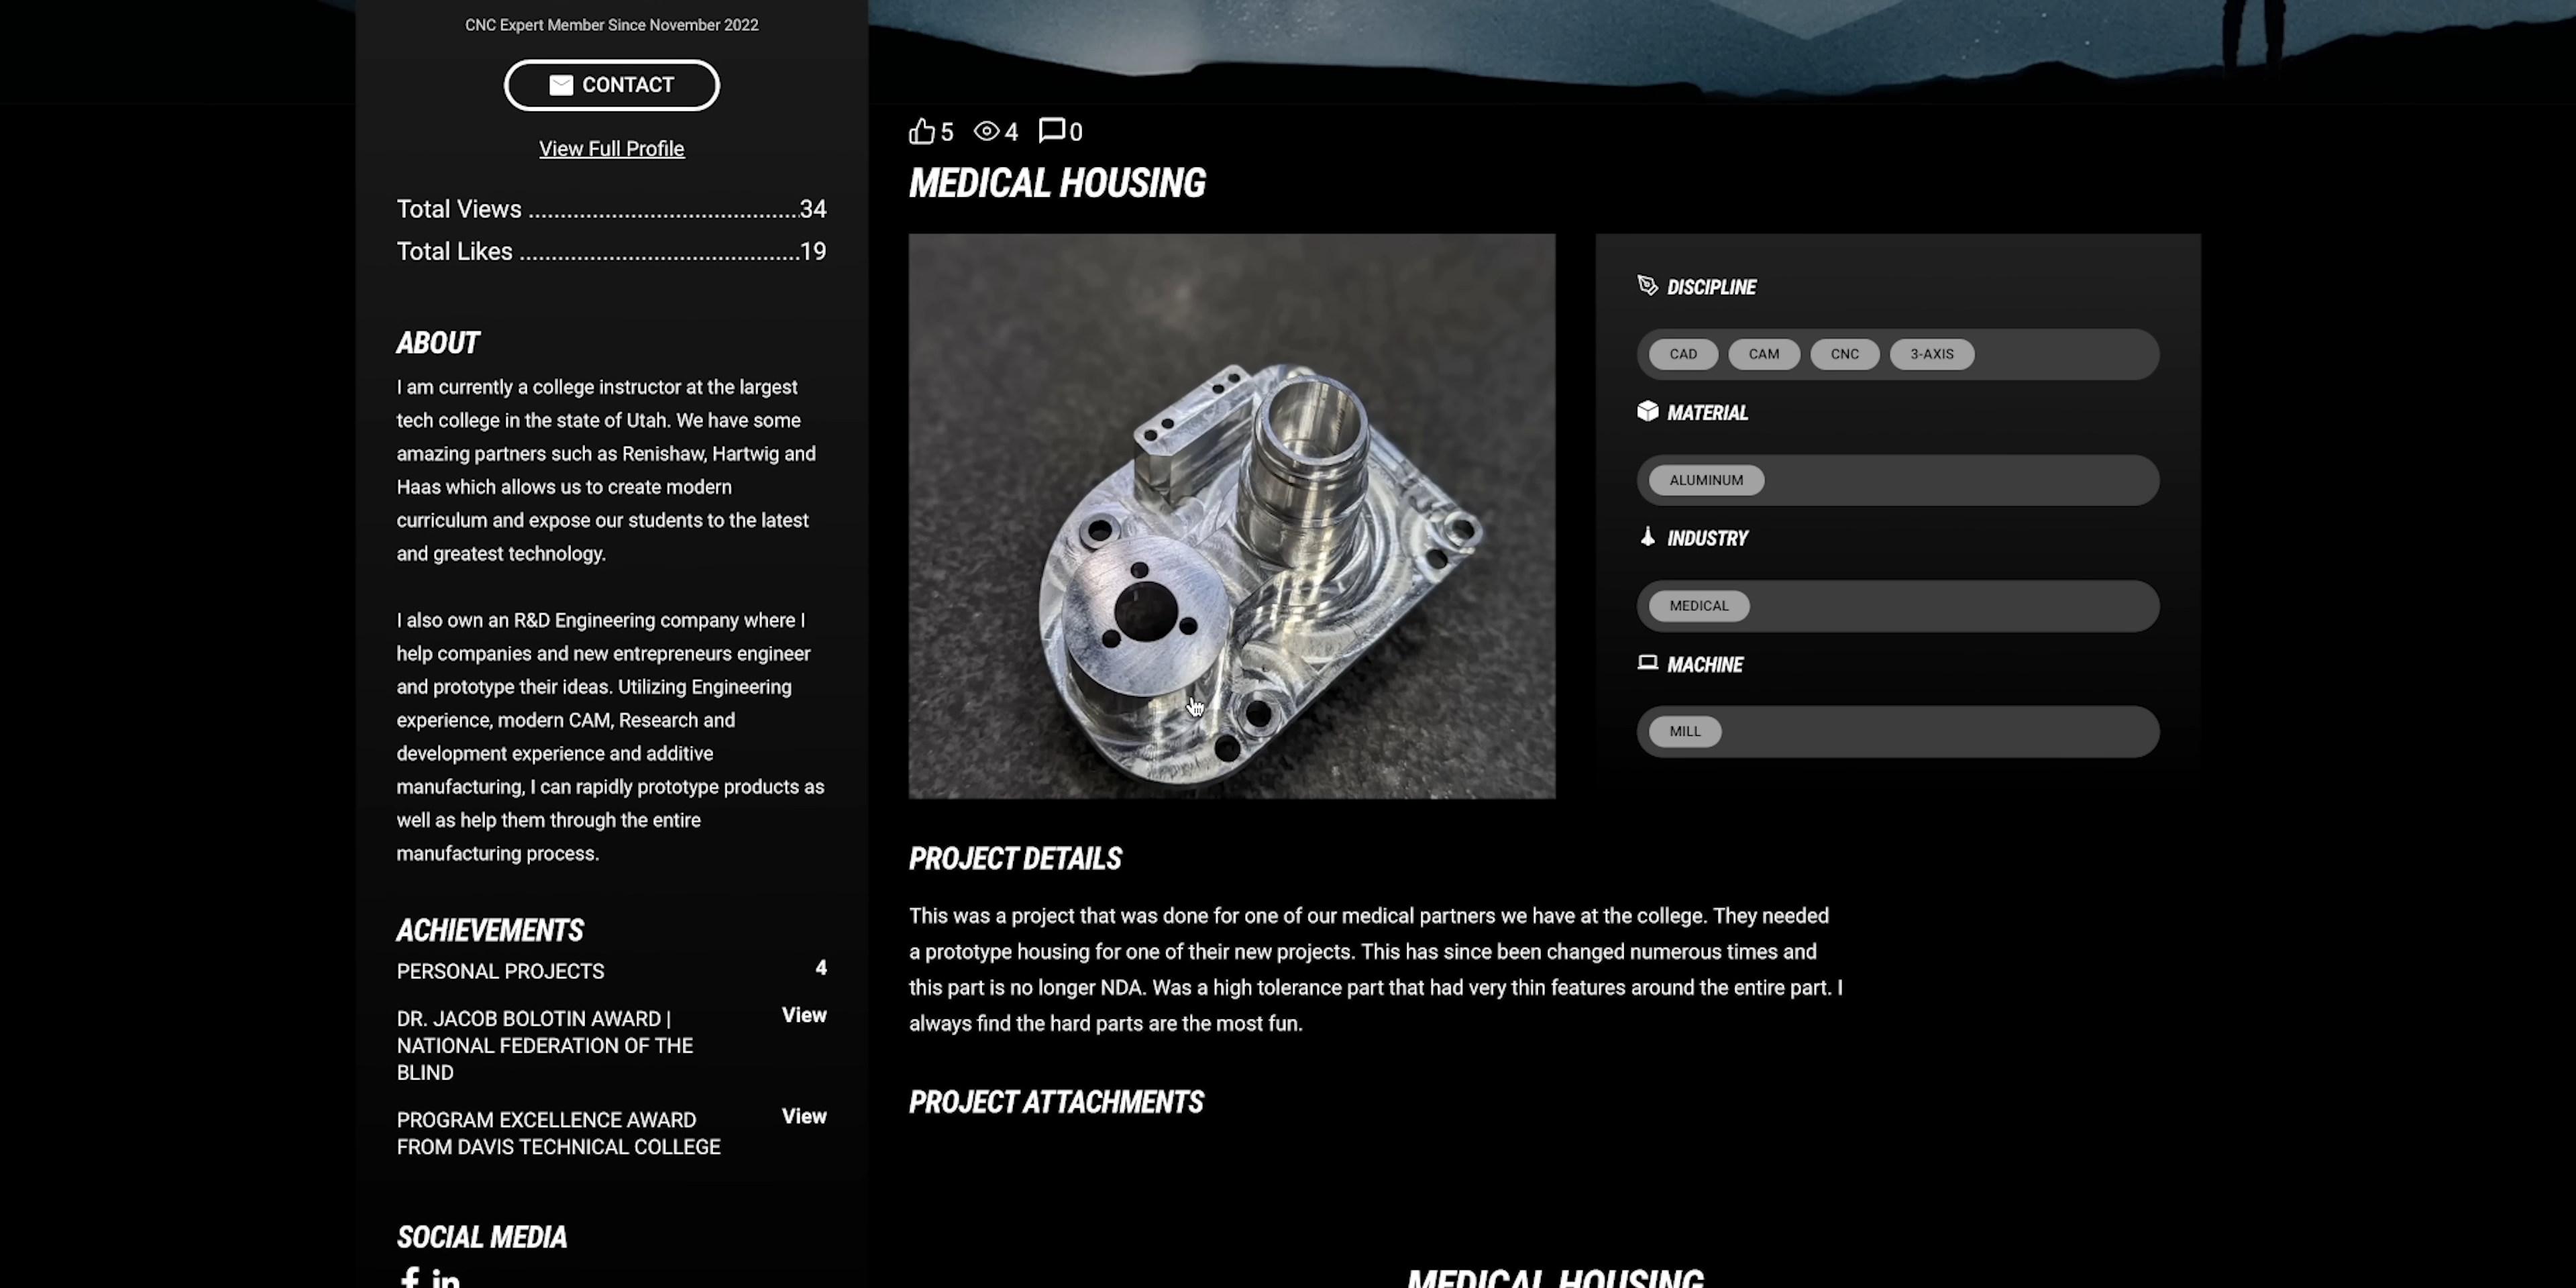 CNC Expert Member Since November 2022
CONTACT
View Full Profile
Total Views ..........................................34
Total Likes ...........................................19
ABOUT
I am currently a college instructor at the largest
tech college in the state of Utah. We have some
amazing partners such as Renishaw, Hartwig and
Haas which allows us to create modern
curriculum and expose our students to the latest
and greatest technology.
I also own an R&D Engineering company where I
help companies and new entrepreneurs engineer
and prototype their ideas. Utilizing Engineering
experience, modern CAM, Research and
development experience and additive
manufacturing, I can rapidly prototype products as
well as help them through the entire
manufacturing process.
ACHIEVEMENTS
PERSONAL PROJECTS 4
DR. JACOB BOLOTIN AWARD | View
NATIONAL FEDERATION OF THE
BLIND
PROGRAM EXCELLENCE AWARD View
FROM DAVIS TECHNICAL COLLEGE
SOCIAL MEDIA
f in
5 4 0
MEDICAL HOUSING
DISCIPLINE
CAD CAM CNC 3-AXIS
MATERIAL
ALUMINUM
INDUSTRY
MEDICAL
MACHINE
MILL
PROJECT DETAILS
This was a project that was done for one of our medical partners we have at the college. They needed
a prototype housing for one of their new projects. This has since been changed numerous times and
this part is no longer NDA. Was a high tolerance part that had very thin features around the entire part. I
always find the hard parts are the most fun.
PROJECT ATTACHMENTS
MEDICAL HOUSING